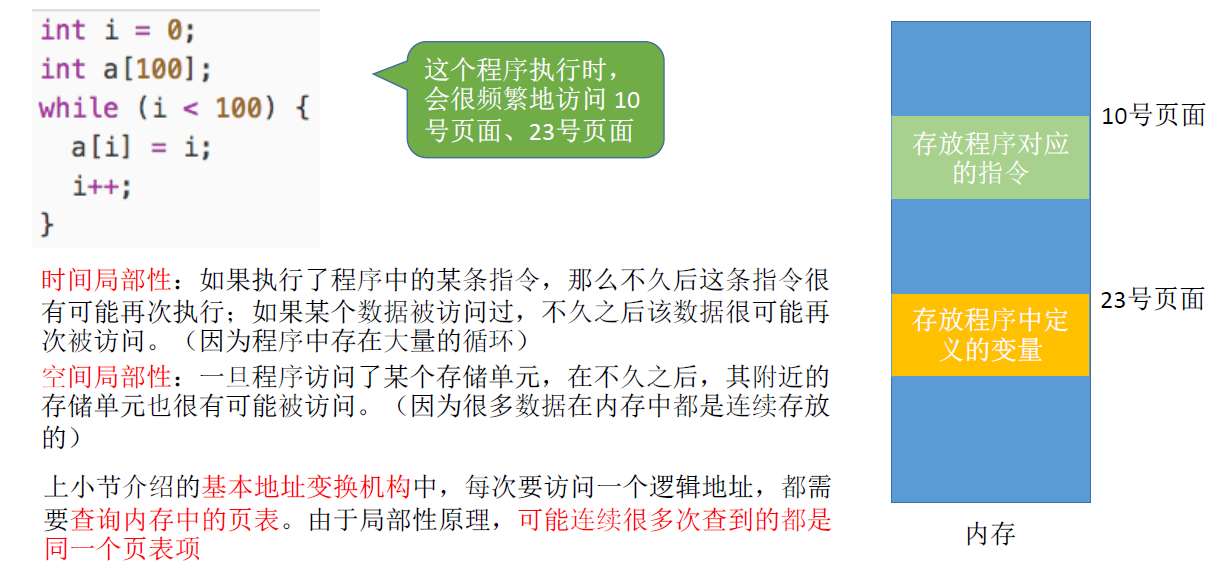 int i = 0;
int a[100];
while (i < 100) {
  a[i] = i;
  i++;
}
这个程序执行时，
会很频繁地访问 10
号页面、23号页面
时间局部性：如果执行了程序中的某条指令，那么不久后这条指令很
有可能再次执行；如果某个数据被访问过，不久之后该数据很可能再
次被访问。（因为程序中存在大量的循环）
空间局部性：一旦程序访问了某个存储单元，在不久之后，其附近的
存储单元也很有可能被访问。（因为很多数据在内存中都是连续存放
的）
上小节介绍的基本地址变换机构中，每次要访问一个逻辑地址，都需
要查询内存中的页表。由于局部性原理，可能连续很多次查到的都是
同一个页表项
10号页面
存放程序对应
的指令
23号页面
存放程序中定
义的变量
内存